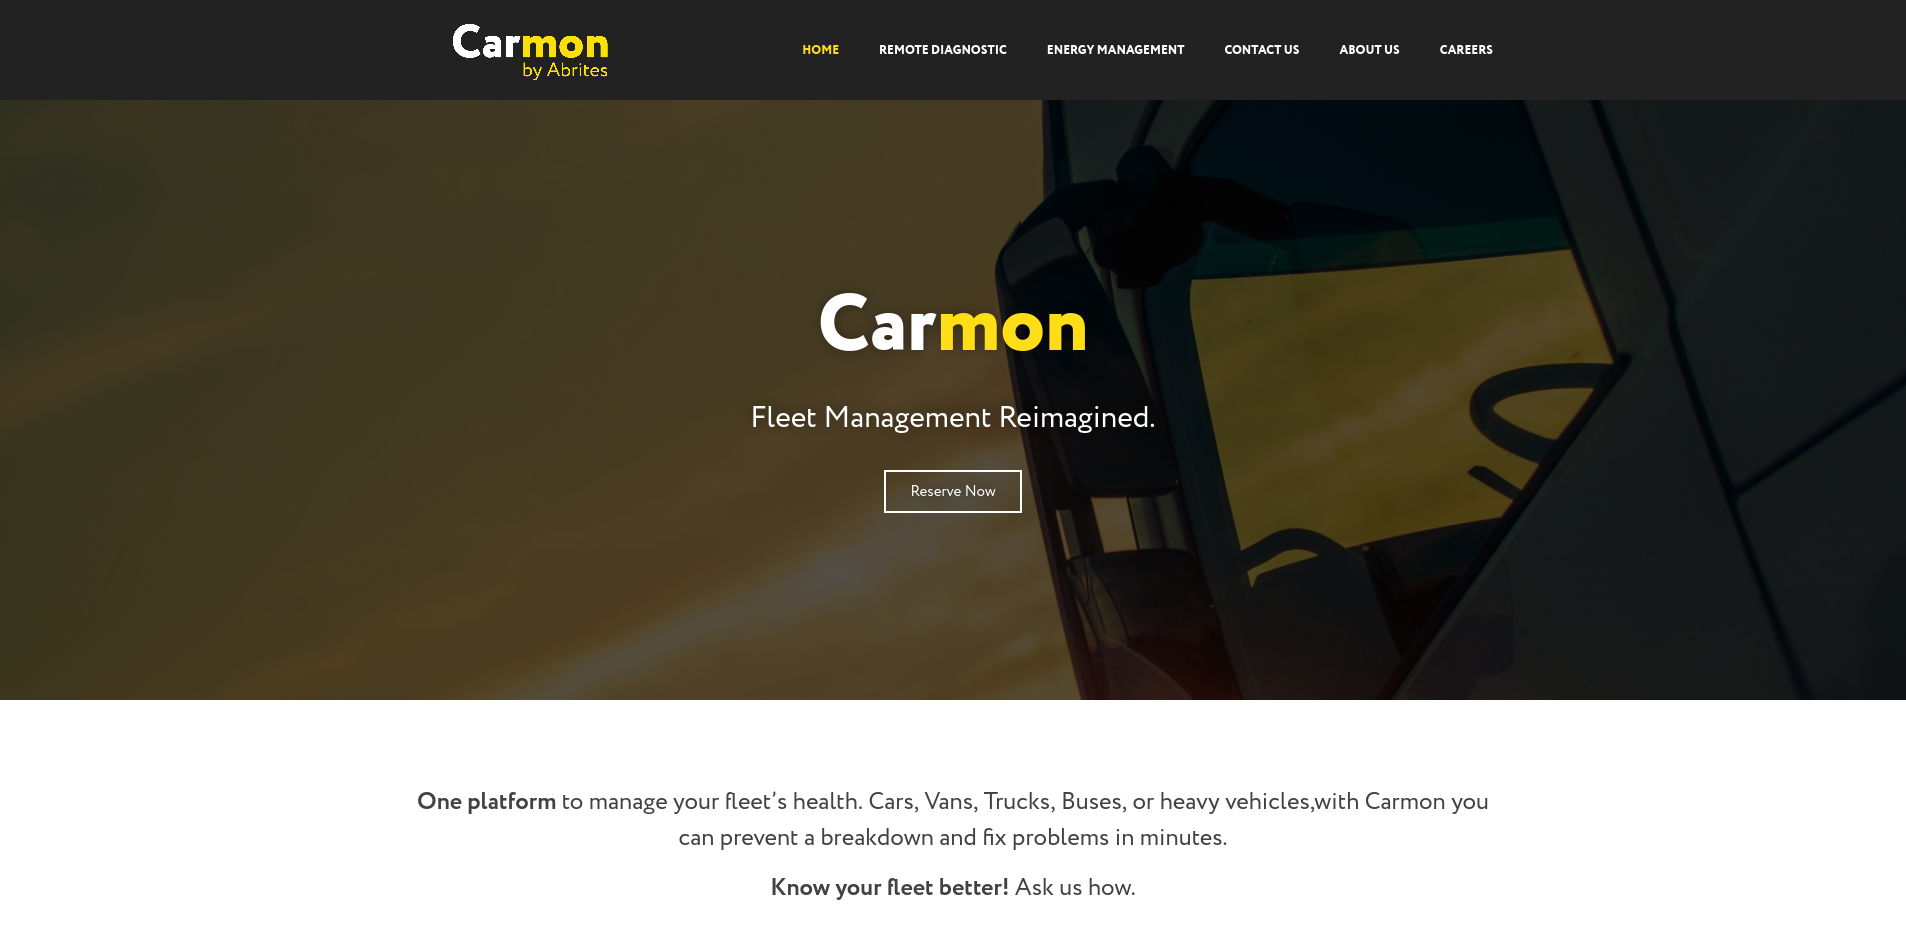 Carmon
by Abrites
HOME
REMOTE DIAGNOSTIC
ENERGY MANAGEMENT
CONTACT US
ABOUT US
CAREERS
Carmon
Fleet Management Reimagined.
Reserve Now
One platform to manage your fleet’s health. Cars, Vans, Trucks, Buses, or heavy vehicles,with Carmon you
can prevent a breakdown and fix problems in minutes.
Know your fleet better! Ask us how.